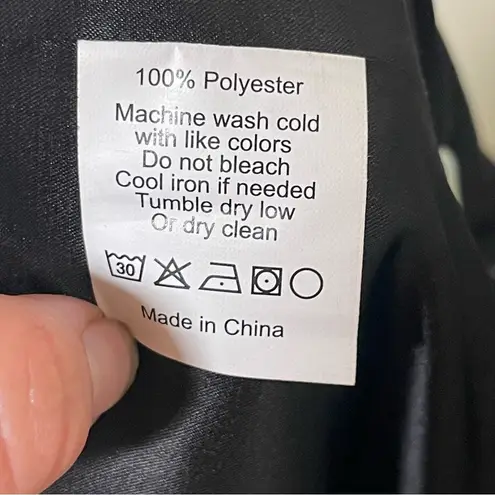 100% Polyester
Machine wash cold
with like colors
Do not bleach
Cool iron if needed
Tumble dry low
Or dry clean
30
Made in China